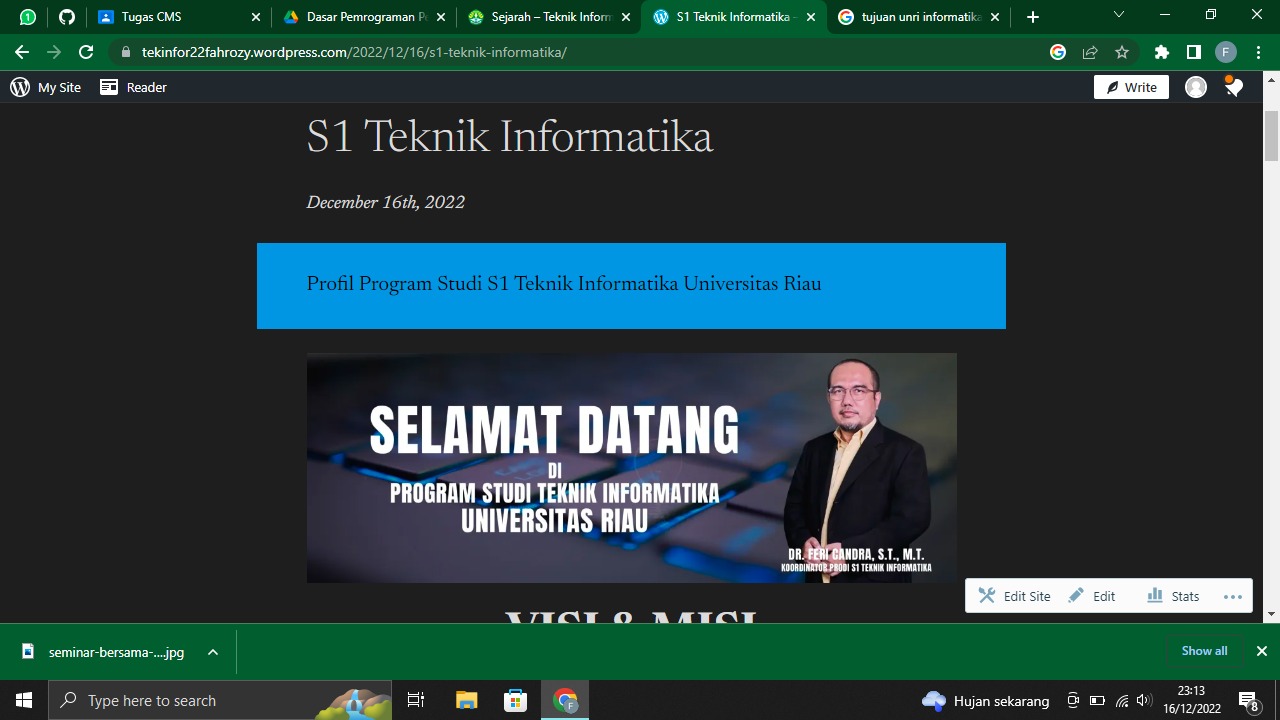 Tugas CMS
Dasar Pemrograman P
Sejarah – Teknik Inform
S1 Teknik Informatika –
tujuan unri informatika
tekinfor22fahrozy.wordpress.com/2022/12/16/s1-teknik-informatika/
F
My Site
Reader
Write
S1 Teknik Informatika
December 16th, 2022
Profil Program Studi S1 Teknik Informatika Universitas Riau
SELAMAT DATANG
DI
PROGRAM STUDI TEKNIK INFORMATIKA
UNIVERSITAS RIAU
DR. FERI CANDRA, S.T., M.T.
KOORDINATOR PRODI S1 TEKNIK INFORMATIKA
VISI & MISI
Edit Site
Edit
Stats
seminar-bersama-....jpg
Show all
Type here to search
Hujan sekarang
23:13
16/12/2022
8